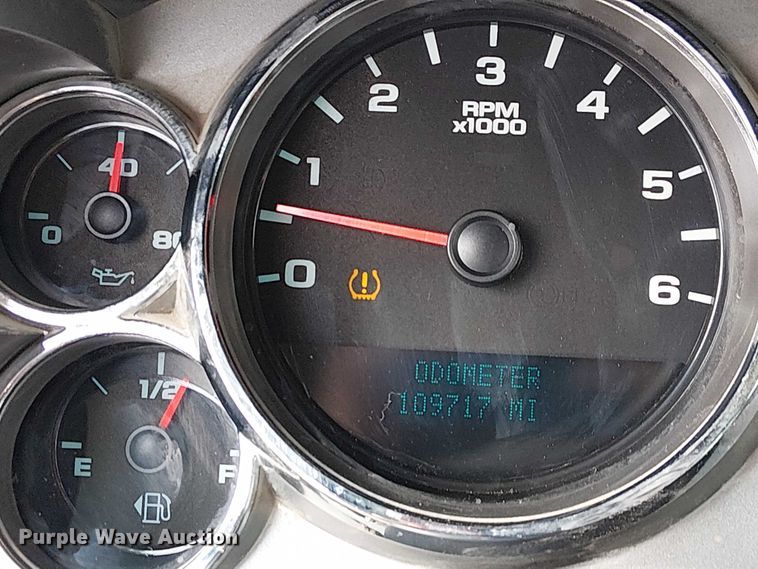 40
0
80
1/2
E
F
0
1
2
3
4
5
6
RPM
x1000
ODOMETER
109717 MI
Purple Wave Auction